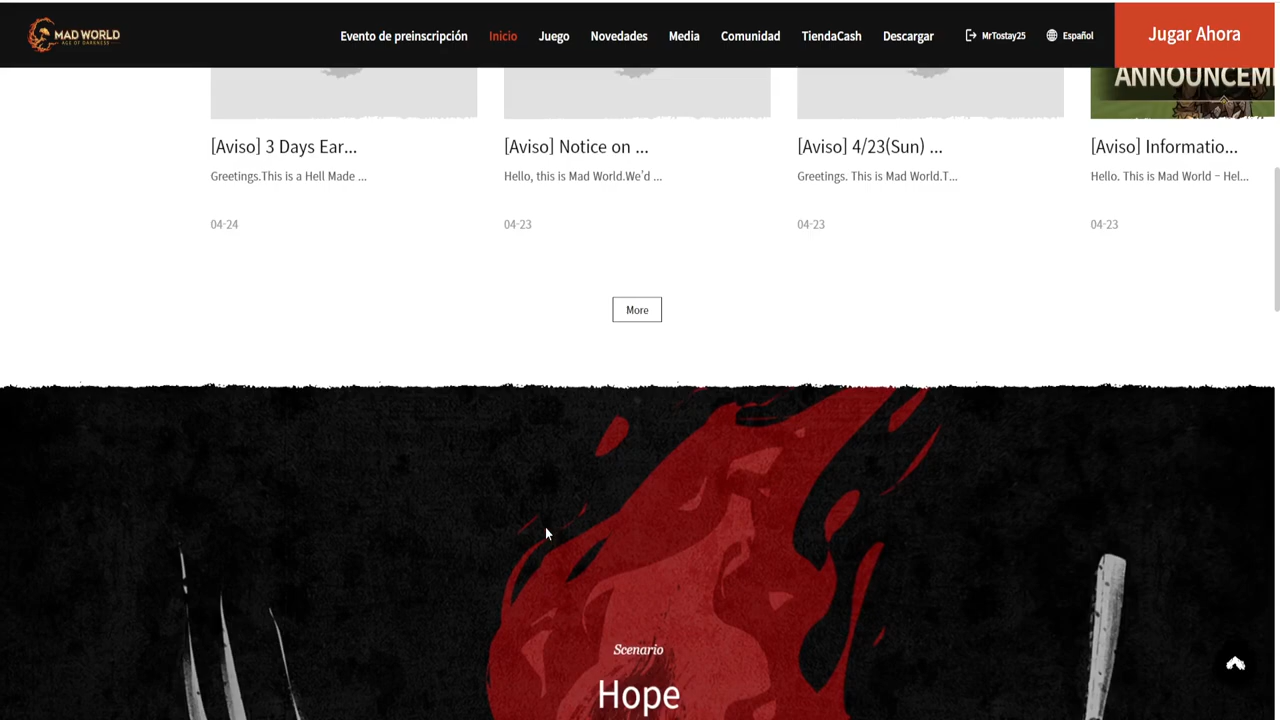 MAD WORLD
AGE OF DARKNESS
Evento de preinscripción
Inicio
Juego
Novedades
Media
Comunidad
TiendaCash
Descargar
MrTostay25
Español
Jugar Ahora
ANNOUNCEM
[Aviso] 3 Days Ear...
Greetings.This is a Hell Made ...
04-24
[Aviso] Notice on ...
Hello, this is Mad World.We'd ...
04-23
[Aviso] 4/23(Sun) ...
Greetings. This is Mad World.T...
04-23
[Aviso] Informatio...
Hello. This is Mad World – Hel...
04-23
More
Scenario
Hope